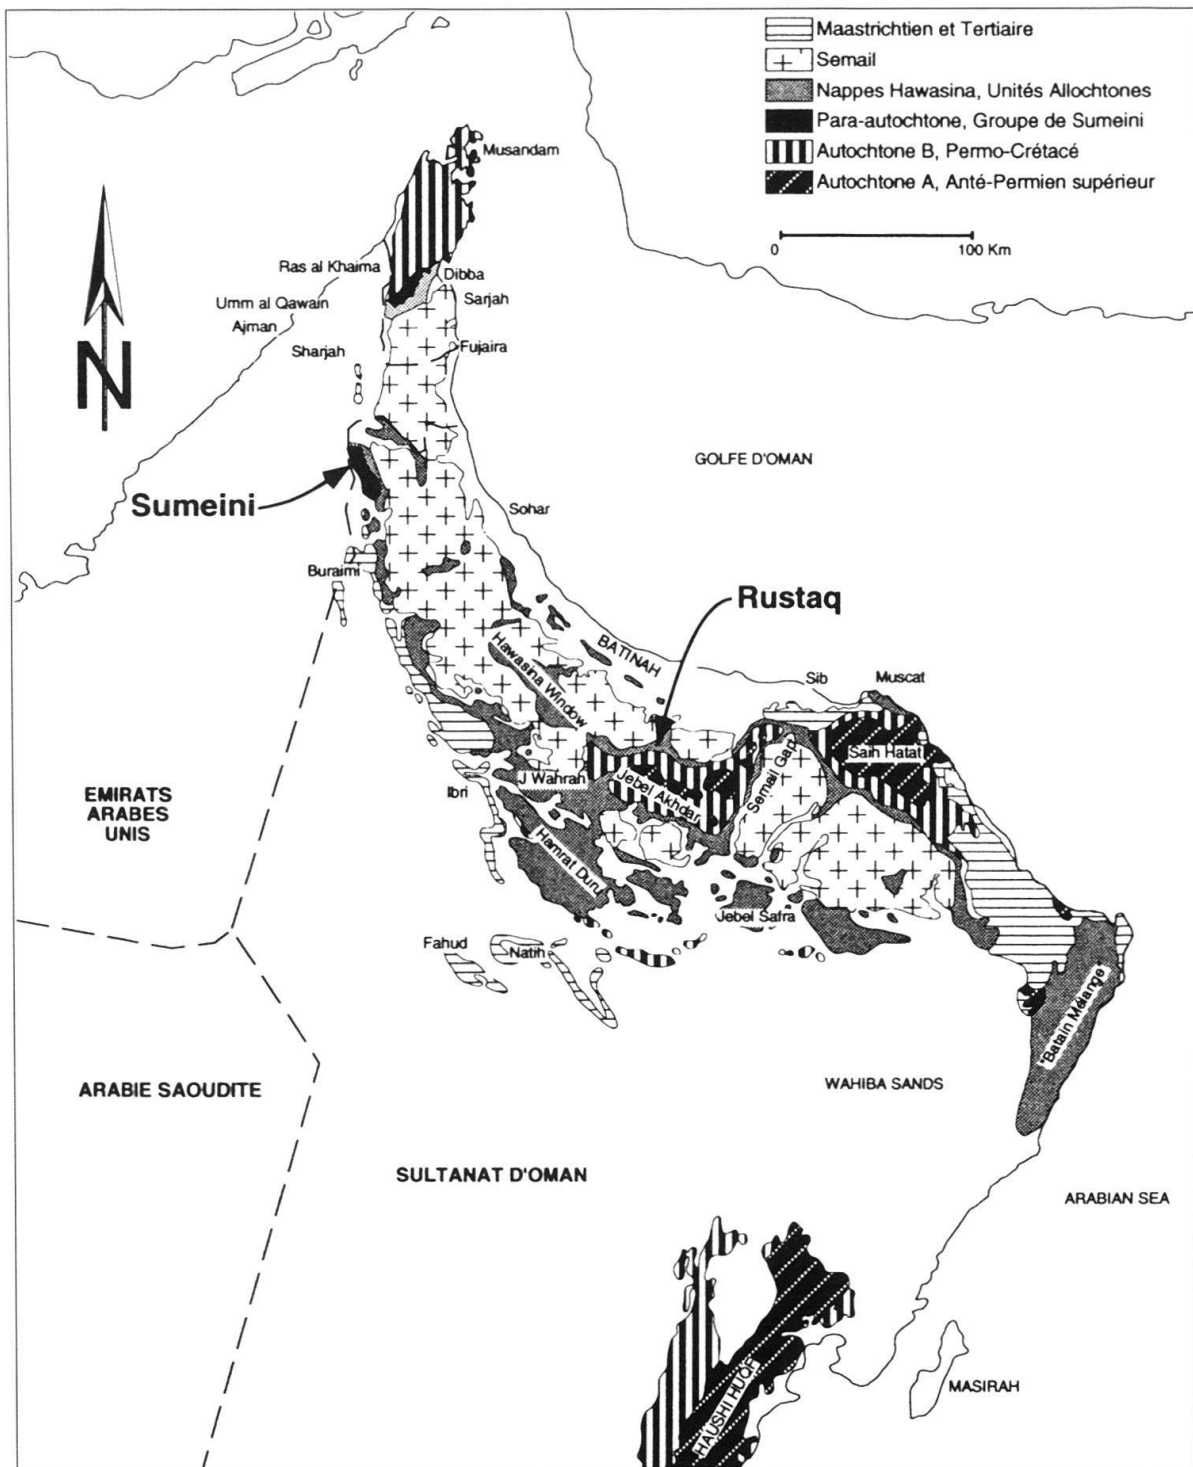 Maastrichtien et Tertiaire
Semail
Nappes Hawasina, Unités Allochtones
Para-autochtone, Groupe de Sumeini
Autochtone B, Permo-Crétacé
Autochtone A, Anté-Permien supérieur
0 100 Km
Musandam
Ras al Khaima
Dibba
Umm al Qawain
Sarjah
Ajman
Sharjah
Fujaira
N
GOLFE D'OMAN
Sumeini
Sohar
Buraimi
Rustaq
BATINAH
Hawasina Window
Sib
Muscat
Saih Hatat
Semail Gap
J Wahrah
Jebel Akhdar
Ibri
EMIRATS
ARABES
UNIS
Hamrat Duru
Jebel Safra
Fahud
Natih
"Batain Mélange"
ARABIE SAOUDITE
WAHIBA SANDS
SULTANAT D'OMAN
ARABIAN SEA
HAUSHI HUQF
MASIRAH